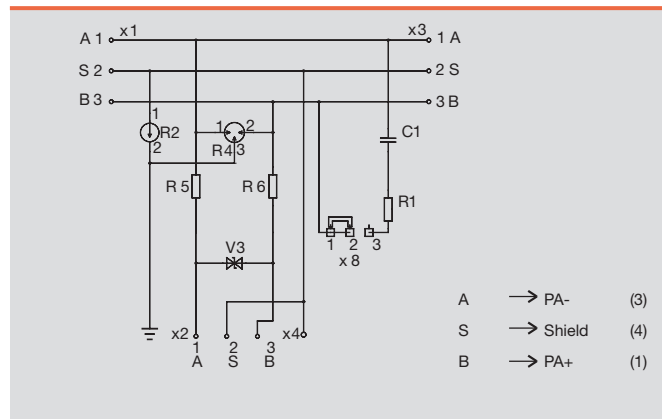 A 1 x1 x3 1 A
S 2 2 S
B 3 3 B
1
R2
2
1 2
R4 3
C1
R 5 R 6
R1
1 2 3
x 8
V3
x2 x4
1 2 3
A S B
A → PA- (3)
S → Shield (4)
B → PA+ (1)